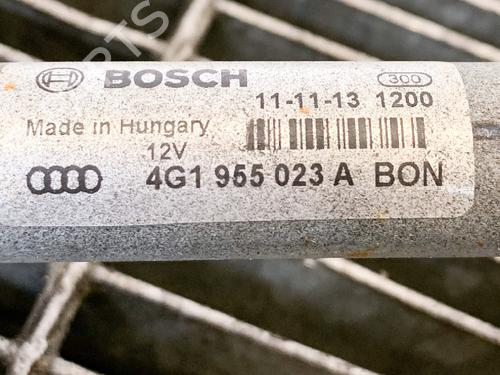 BOSCH 300
11-11-13 1200
Made in Hungary
12V
4G1 955 023 A BON